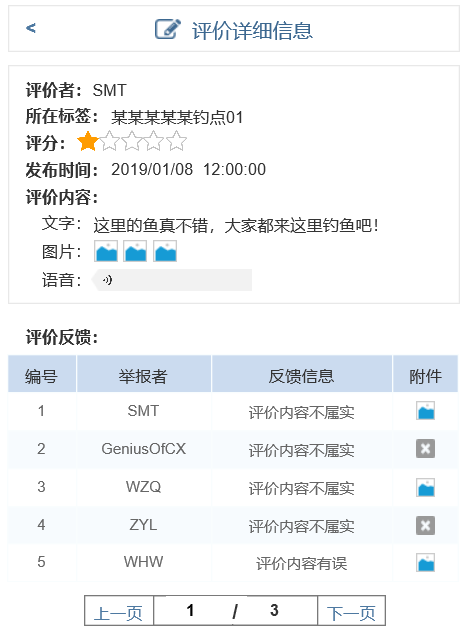 < 评价详细信息
评价者：SMT
所在标签：某某某某某钓点01
评分：
发布时间：2019/01/08 12:00:00
评价内容：
文字：这里的鱼真不错，大家都来这里钓鱼吧！
图片：
语音：
评价反馈：
编号 举报者 反馈信息 附件
1 SMT 评价内容不属实
2 GeniusOfCX 评价内容不属实
3 WZQ 评价内容不属实
4 ZYL 评价内容不属实
5 WHW 评价内容有误
上一页 1 / 3 下一页